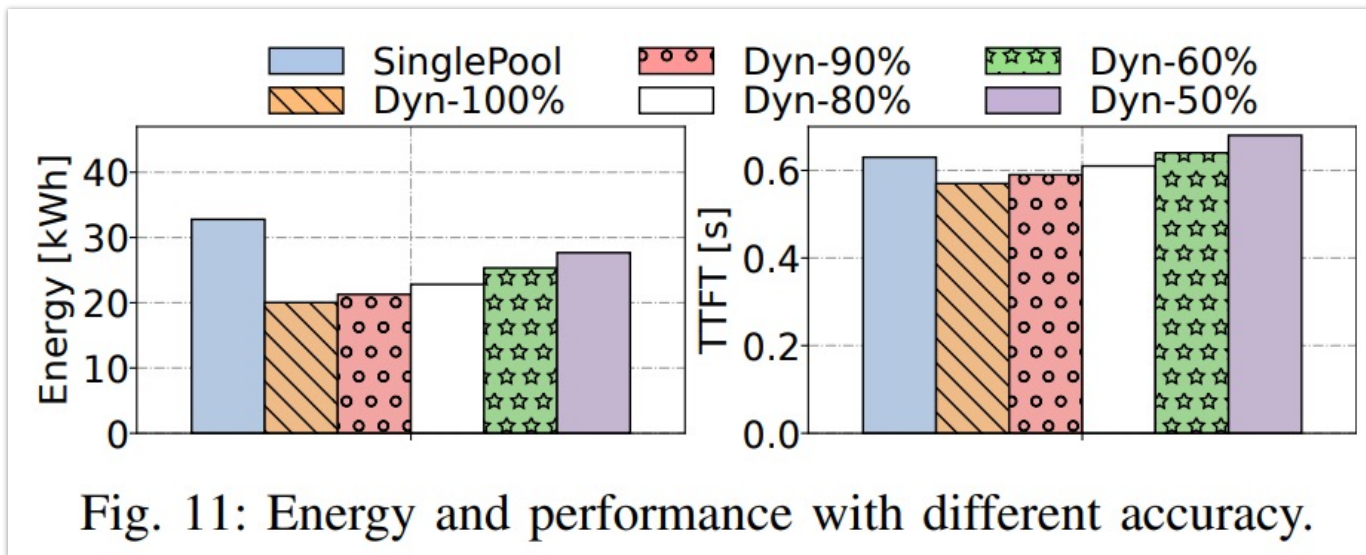 SinglePool
Dyn-90%
Dyn-60%
Dyn-100%
Dyn-80%
Dyn-50%
Energy [kWh]
40
30
20
10
0
TTFT [s]
0.6
0.4
0.2
0.0
Fig. 11: Energy and performance with different accuracy.